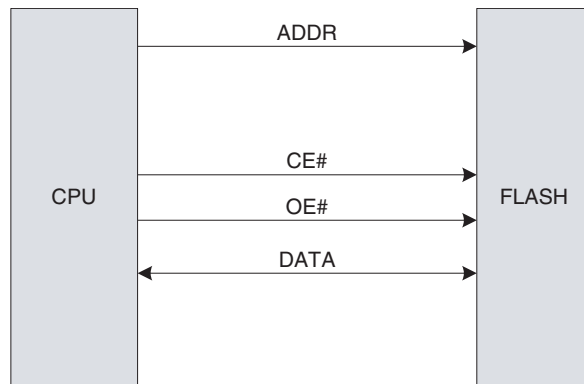 ADDR
CE#
CPU
FLASH
OE#
DATA